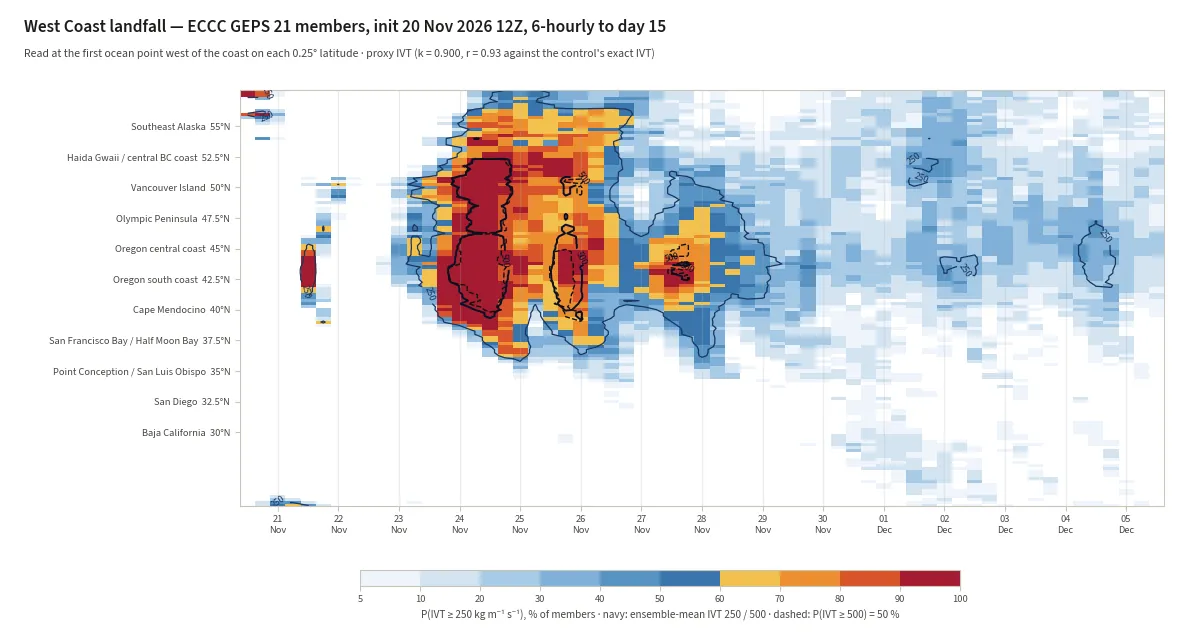 West Coast landfall — ECCC GEPS 21 members, init 20 Nov 2026 12Z, 6-hourly to day 15
Read at the first ocean point west of the coast on each 0.25° latitude · proxy IVT (k = 0.900, r = 0.93 against the control's exact IVT)
Southeast Alaska 55°N
Haida Gwaii / central BC coast 52.5°N
Vancouver Island 50°N
Olympic Peninsula 47.5°N
Oregon central coast 45°N
Oregon south coast 42.5°N
Cape Mendocino 40°N
San Francisco Bay / Half Moon Bay 37.5°N
Point Conception / San Luis Obispo 35°N
San Diego 32.5°N
Baja California 30°N
250
250
250
250
250
250
250
21 22 23 24 25 26 27 28 29 30 01 02 03 04 05
Nov Nov Nov Nov Nov Nov Nov Nov Nov Nov Dec Dec Dec Dec Dec
5 10 20 30 40 50 60 70 80 90 100
P(IVT ≥ 250 kg m⁻¹ s⁻¹), % of members · navy: ensemble-mean IVT 250 / 500 · dashed: P(IVT ≥ 500) = 50 %